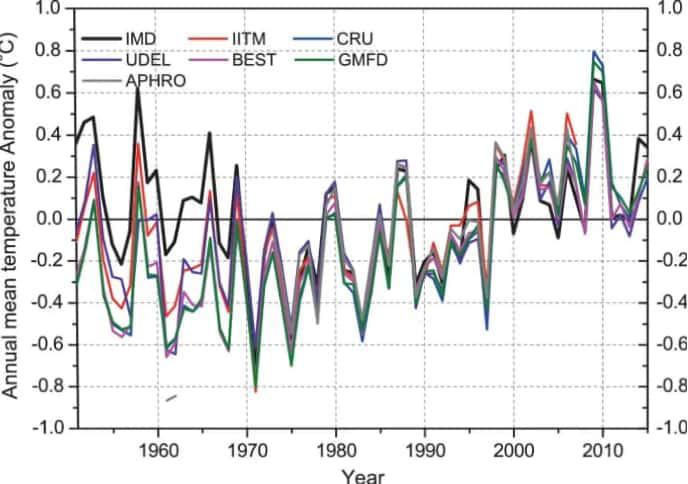 1.0 1.0
0.8 IMD IITM CRU 0.8
UDEL BEST GMFD
APHRO
0.6 0.6
0.4 0.4
0.2 0.2
0.0 0.0
-0.2 -0.2
-0.4 -0.4
-0.6 -0.6
-0.8 -0.8
-1.0 -1.0
Annual mean temperature Anomaly (°C)
1960 1970 1980 1990 2000 2010
Year